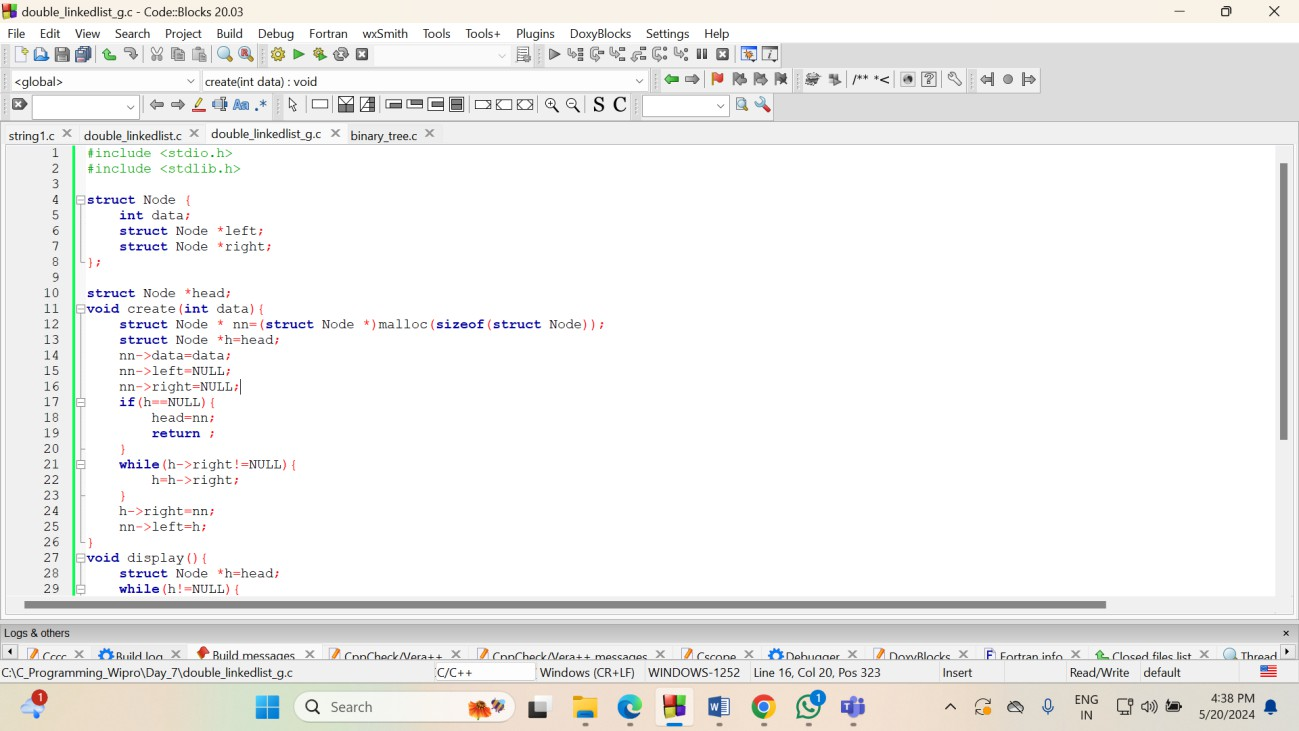 double_linkedlist_g.c - Code::Blocks 20.03
File Edit View Search Project Build Debug Fortran wxSmith Tools Tools+ Plugins DoxyBlocks Settings Help
<global> create(int data) : void
/** *<
Aa .* S C
string1.c double_linkedlist.c double_linkedlist_g.c binary_tree.c
1 #include <stdio.h>
2 #include <stdlib.h>
3
4 struct Node {
5 int data;
6 struct Node *left;
7 struct Node *right;
8 };
9
10 struct Node *head;
11 void create(int data){
12 struct Node * nn=(struct Node *)malloc(sizeof(struct Node));
13 struct Node *h=head;
14 nn->data=data;
15 nn->left=NULL;
16 nn->right=NULL;
17 if(h==NULL){
18 head=nn;
19 return ;
20 }
21 while(h->right!=NULL){
22 h=h->right;
23 }
24 h->right=nn;
25 nn->left=h;
26 }
27 void display(){
28 struct Node *h=head;
29 while(h!=NULL){
Logs & others
Cccc Build log Build messages CppCheck/Vera++ CppCheck/Vera++ messages Cscope Debugger DoxyBlocks Fortran info Closed files list Thread
C:\C_Programming_Wipro\Day_7\double_linkedlist_g.c C/C++ Windows (CR+LF) WINDOWS-1252 Line 16, Col 20, Pos 323 Insert Read/Write default
1 Search 1 ENG IN 4:38 PM 5/20/2024